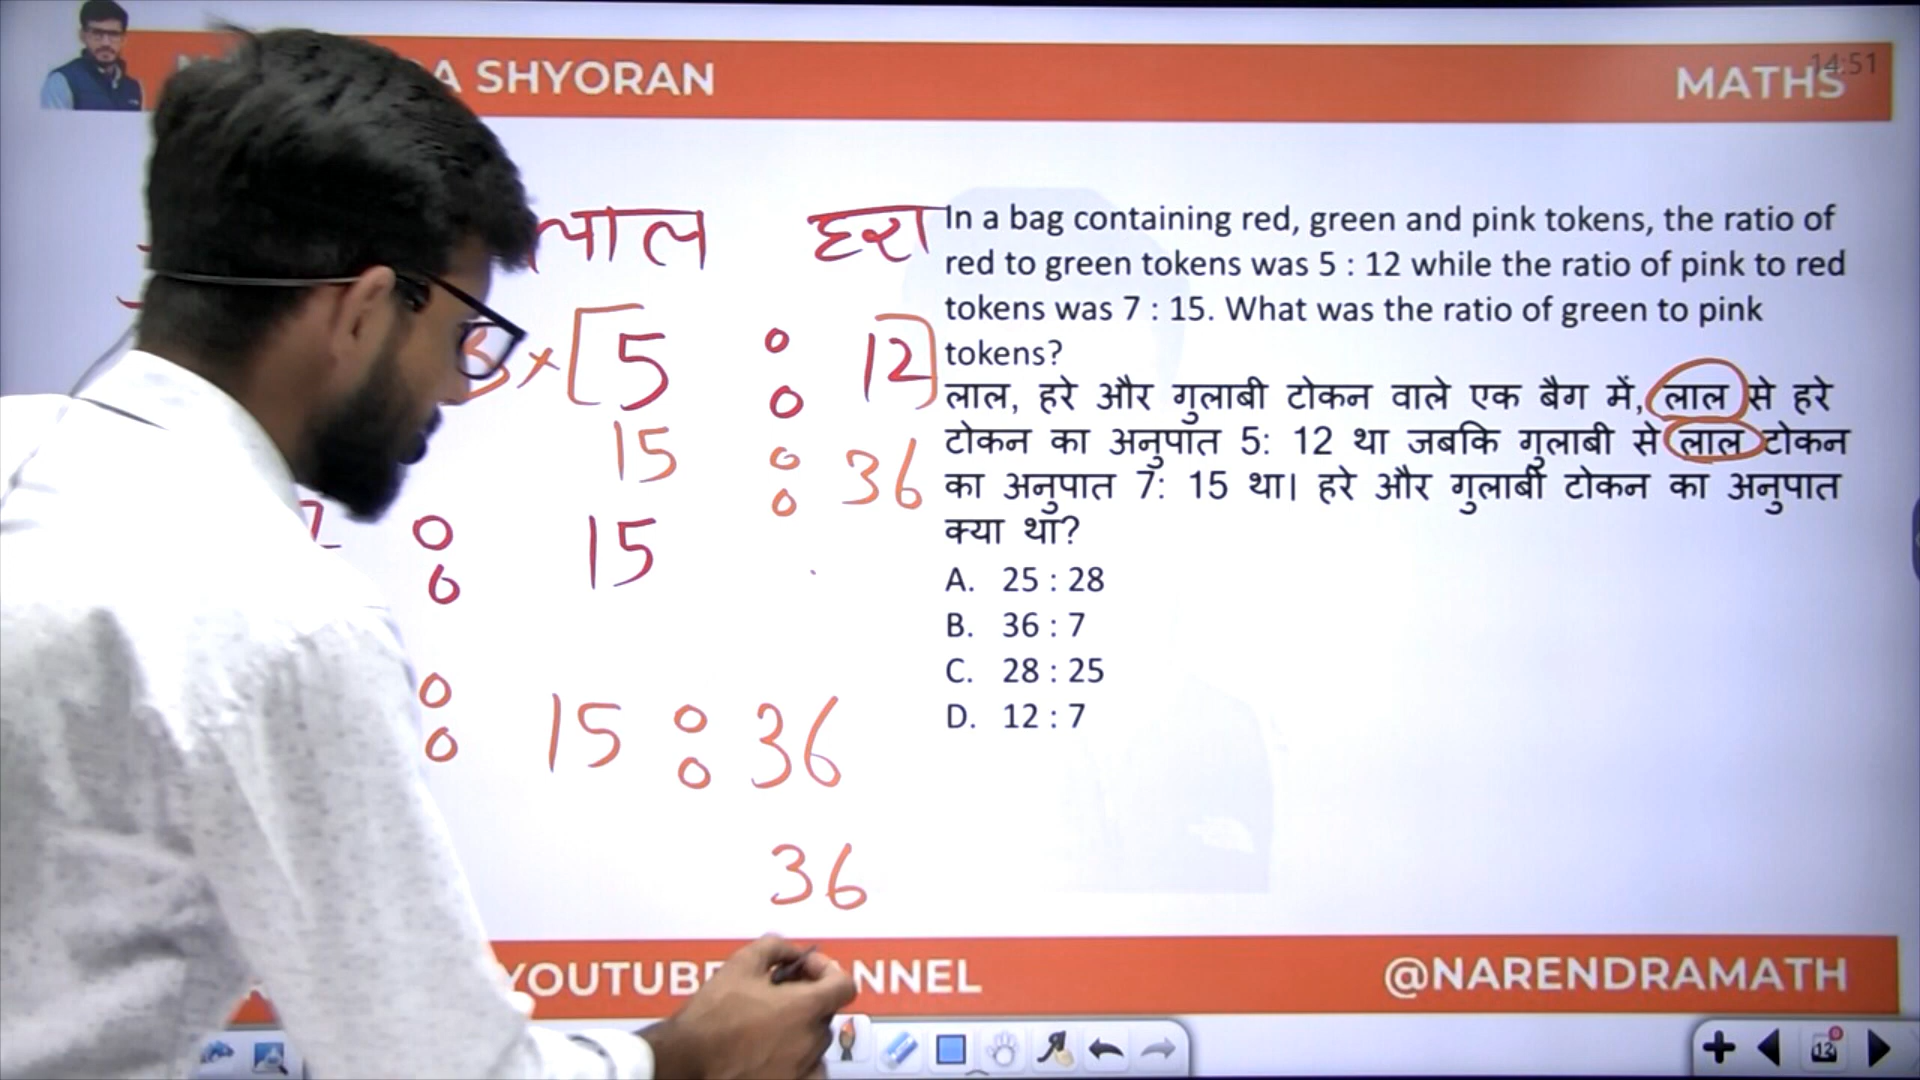 A SHYORAN
MATHS
14:51
लाल हरा
3 × [ 5 : 12 ]
15 : 36
7 : 15
: 15 : 36
36
In a bag containing red, green and pink tokens, the ratio of
red to green tokens was 5 : 12 while the ratio of pink to red
tokens was 7 : 15. What was the ratio of green to pink
tokens?
लाल, हरे और गुलाबी टोकन वाले एक बैग में, लाल से हरे
टोकन का अनुपात 5: 12 था जबकि गुलाबी से लाल टोकन
का अनुपात 7: 15 था। हरे और गुलाबी टोकन का अनुपात
क्या था?
A. 25 : 28
B. 36 : 7
C. 28 : 25
D. 12 : 7
YOUTUBE
NNEL
@NARENDRAMATH
12